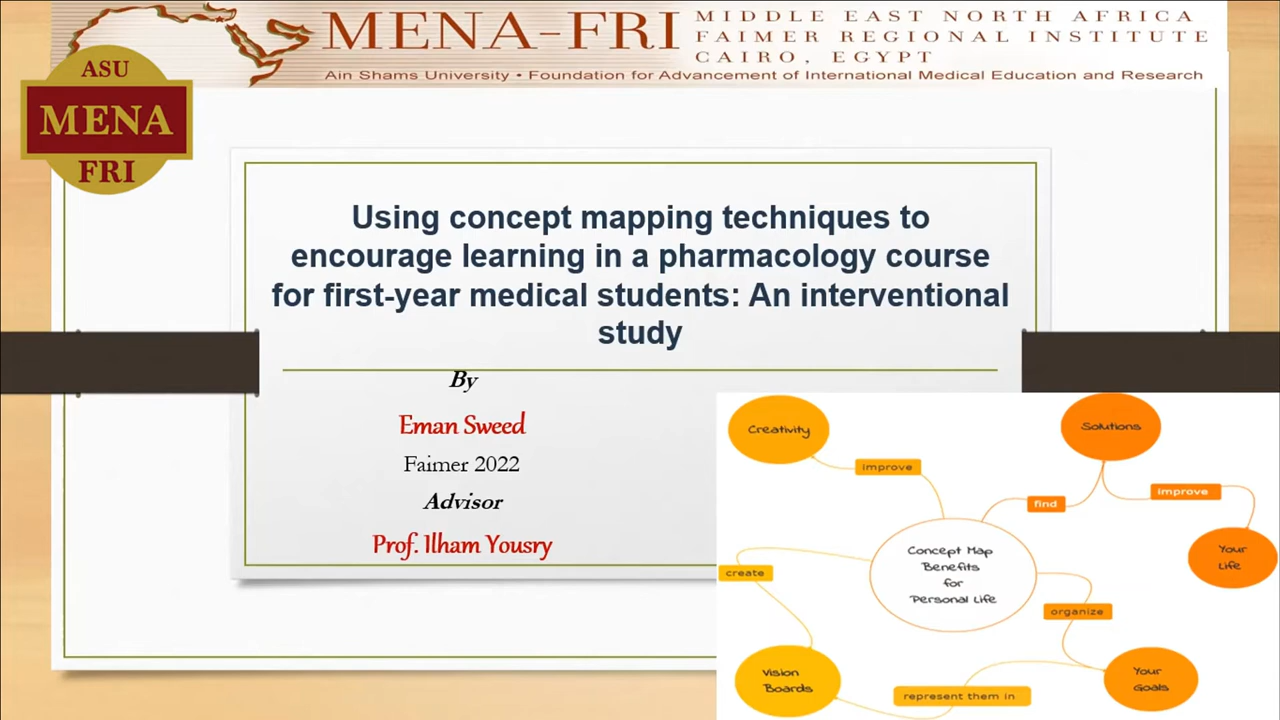 MENA-FRI
MIDDLE EAST NORTH AFRICA
FAIMER REGIONAL INSTITUTE
CAIRO, EGYPT
Ain Shams University • Foundation for Advancement of International Medical Education and Research
ASU
MENA
FRI
Using concept mapping techniques to
encourage learning in a pharmacology course
for first-year medical students: An interventional
study
By
Eman Sweed
Faimer 2022
Advisor
Prof. Ilham Yousry
Creativity
Solutions
improve
find
improve
Concept Map
Benefits
for
Personal Life
Your
Life
create
organize
Vision
Boards
represent them in
Your
Goals